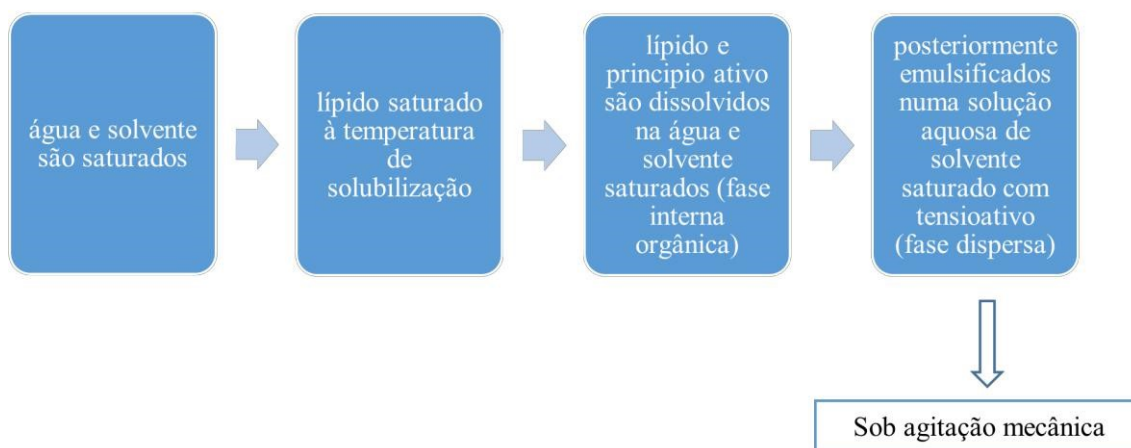 água e solvente
são saturados
lípido saturado
à temperatura
de
solubilização
lípido e
principio ativo
são dissolvidos
na água e
solvente
saturados (fase
interna
orgânica)
posteriormente
emulsificados
numa solução
aquosa de
solvente
saturado com
tensioativo
(fase dispersa)
Sob agitação mecânica